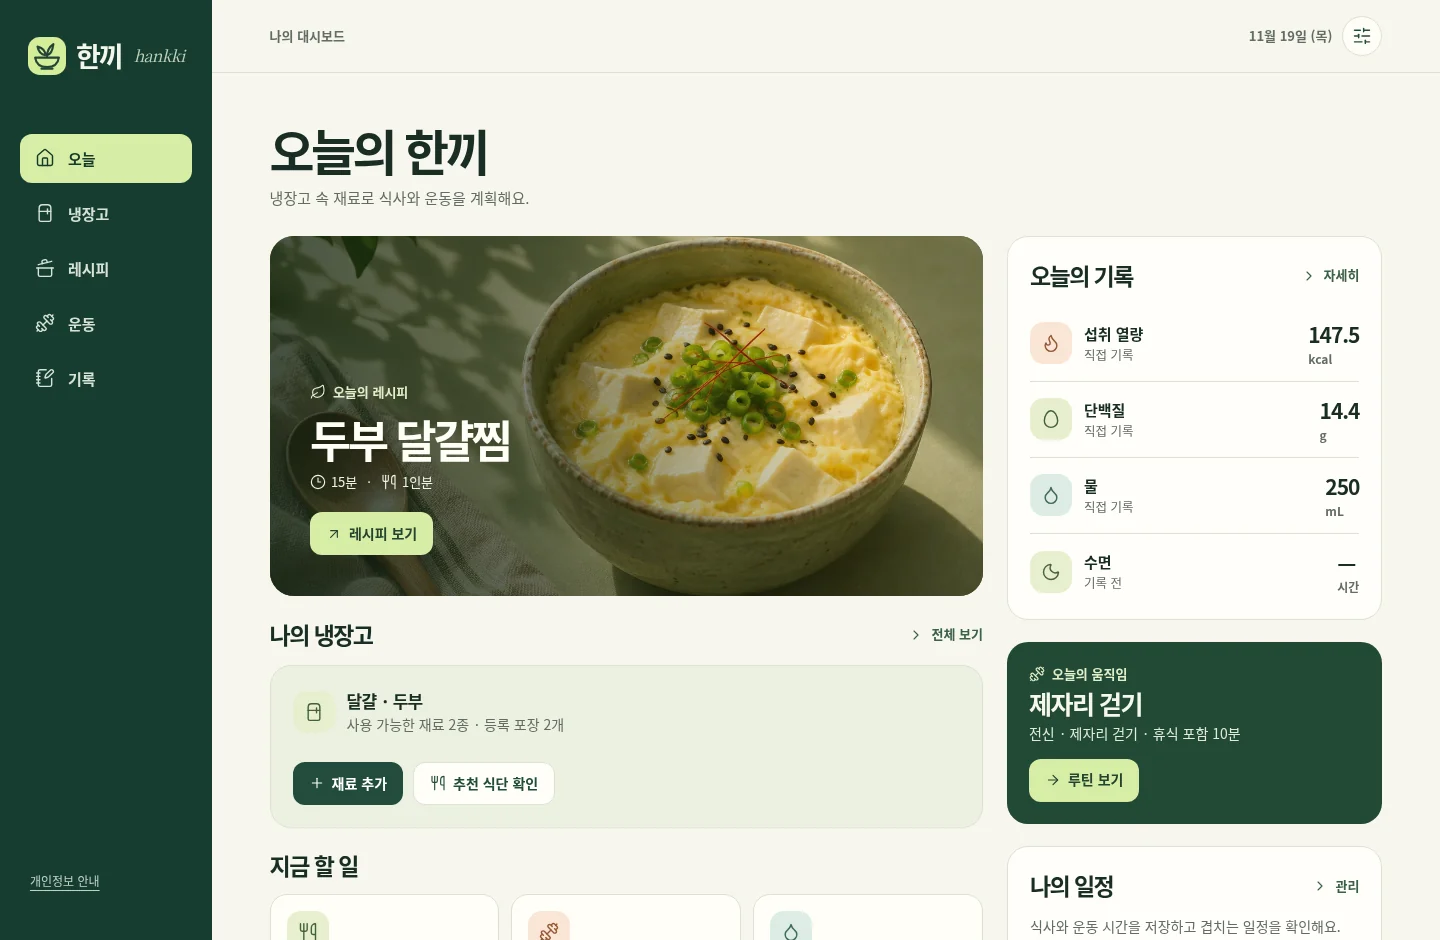 한끼 hankki
오늘
냉장고
레시피
운동
기록
개인정보 안내
나의 대시보드
11월 19일 (목)
오늘의 한끼
냉장고 속 재료로 식사와 운동을 계획해요.
오늘의 레시피
두부 달걀찜
15분 · 1인분
레시피 보기
나의 냉장고
전체 보기
달걀 · 두부
사용 가능한 재료 2종 · 등록 포장 2개
재료 추가
추천 식단 확인
지금 할 일
오늘의 기록
자세히
섭취 열량
직접 기록
147.5
kcal
단백질
직접 기록
14.4
g
물
직접 기록
250
mL
수면
기록 전
—
시간
오늘의 움직임
제자리 걷기
전신 · 제자리 걷기 · 휴식 포함 10분
루틴 보기
나의 일정
관리
식사와 운동 시간을 저장하고 겹치는 일정을 확인해요.